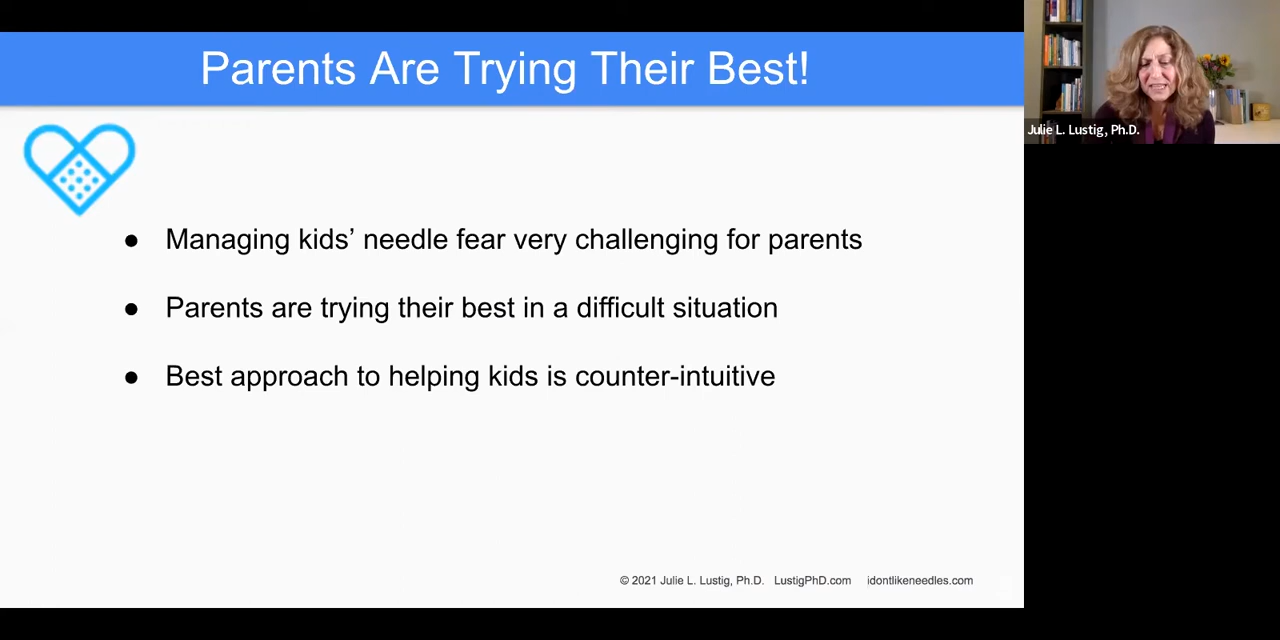 Parents Are Trying Their Best!
Julie L. Lustig, Ph.D.
● Managing kids’ needle fear very challenging for parents
● Parents are trying their best in a difficult situation
● Best approach to helping kids is counter-intuitive
© 2021 Julie L. Lustig, Ph.D. LustigPhD.com idontlikeneedles.com